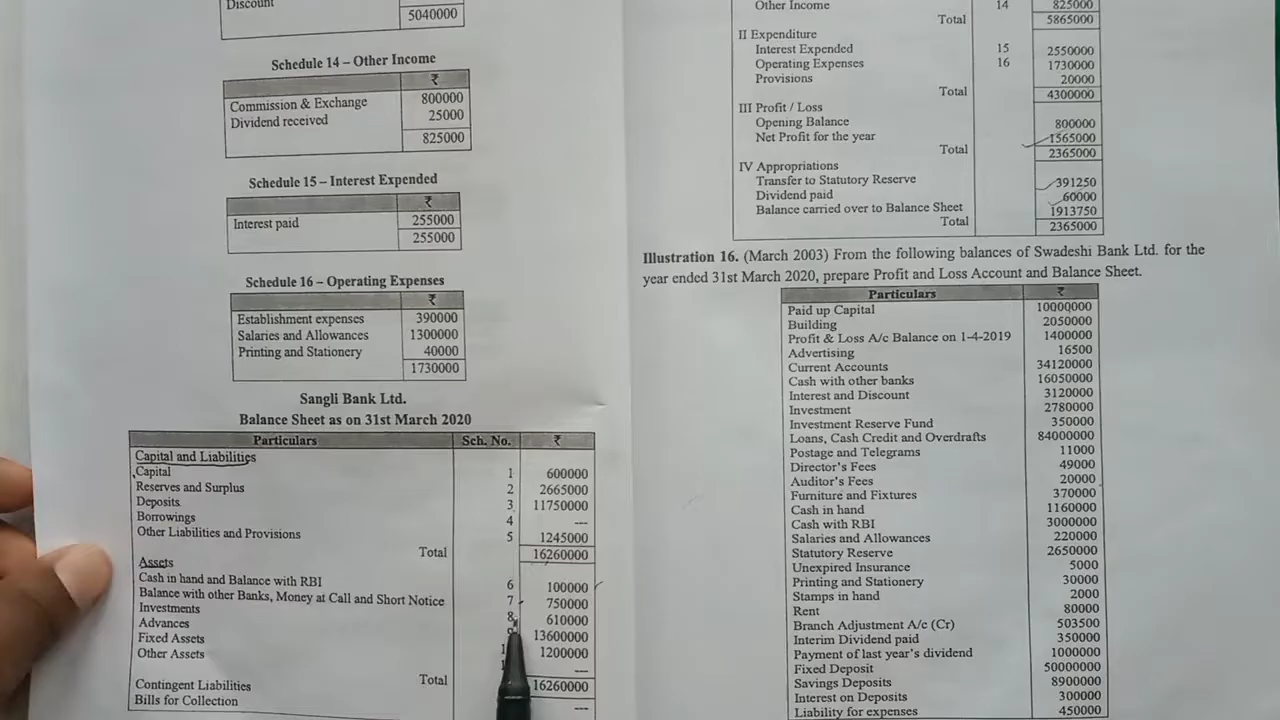 Discount
5040000
Schedule 14 – Other Income
₹
Commission & Exchange 800000
Dividend received 25000
825000
Schedule 15 – Interest Expended
₹
Interest paid 255000
255000
Schedule 16 – Operating Expenses
₹
Establishment expenses 390000
Salaries and Allowances 1300000
Printing and Stationery 40000
1730000
Sangli Bank Ltd.
Balance Sheet as on 31st March 2020
Particulars Sch. No. ₹
Capital and Liabilities
Capital 1 600000
Reserves and Surplus 2 2665000
Deposits 3 11750000
Borrowings 4 ---
Other Liabilities and Provisions 5 1245000
Total 16260000
Assets
Cash in hand and Balance with RBI 6 100000
Balance with other Banks, Money at Call and Short Notice 7 750000
Investments 8 610000
Advances 13600000
Fixed Assets 1200000
Other Assets ---
Total 16260000
Contingent Liabilities ---
Bills for Collection
Other Income 14 825000
Total 5865000
II Expenditure
Interest Expended 15 2550000
Operating Expenses 16 1730000
Provisions 20000
Total 4300000
III Profit / Loss
Opening Balance 800000
Net Profit for the year 1565000
Total 2365000
IV Appropriations
Transfer to Statutory Reserve 391250
Dividend paid 60000
Balance carried over to Balance Sheet 1913750
Total 2365000
Illustration 16. (March 2003) From the following balances of Swadeshi Bank Ltd. for the
year ended 31st March 2020, prepare Profit and Loss Account and Balance Sheet.
Particulars ₹
Paid up Capital 10000000
Building 2050000
Profit & Loss A/c Balance on 1-4-2019 1400000
Advertising 16500
Current Accounts 34120000
Cash with other banks 16050000
Interest and Discount 3120000
Investment 2780000
Investment Reserve Fund 350000
Loans, Cash Credit and Overdrafts 84000000
Postage and Telegrams 11000
Director's Fees 49000
Auditor's Fees 20000
Furniture and Fixtures 370000
Cash in hand 1160000
Cash with RBI 3000000
Salaries and Allowances 220000
Statutory Reserve 2650000
Unexpired Insurance 5000
Printing and Stationery 30000
Stamps in hand 2000
Rent 80000
Branch Adjustment A/c (Cr) 503500
Interim Dividend paid 350000
Payment of last year's dividend 1000000
Fixed Deposit 50000000
Savings Deposits 8900000
Interest on Deposits 300000
Liability for expenses 450000